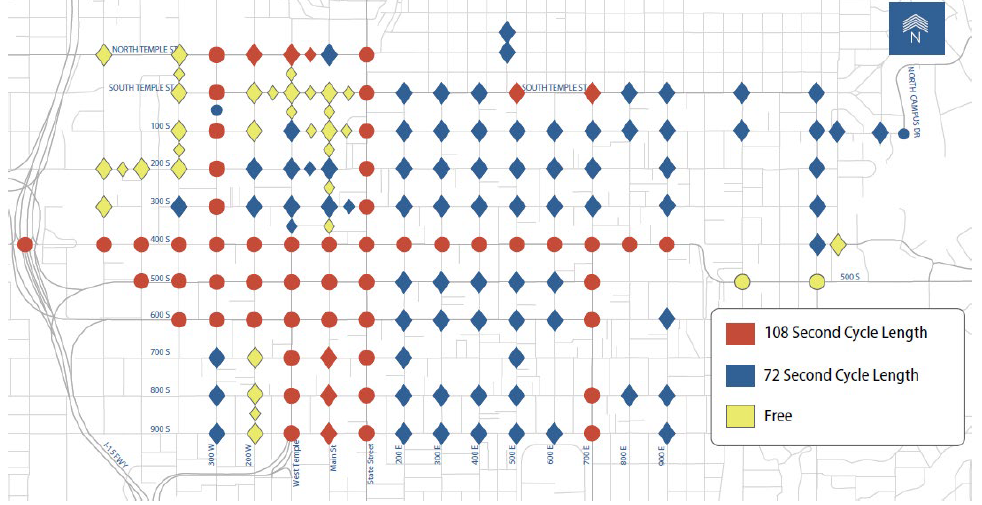 N
NORTH CAMPUS DR
NORTH TEMPLE ST
SOUTH TEMPLE ST
SOUTH TEMPLE ST
100 S
200 S
300 S
400 S
500 S
500 S
600 S
700 S
800 S
900 S
108 Second Cycle Length
72 Second Cycle Length
Free
I-15 FWY
300 W
200 W
West Temple
Main St
State Street
200 E
300 E
400 E
500 E
600 E
700 E
800 E
900 E